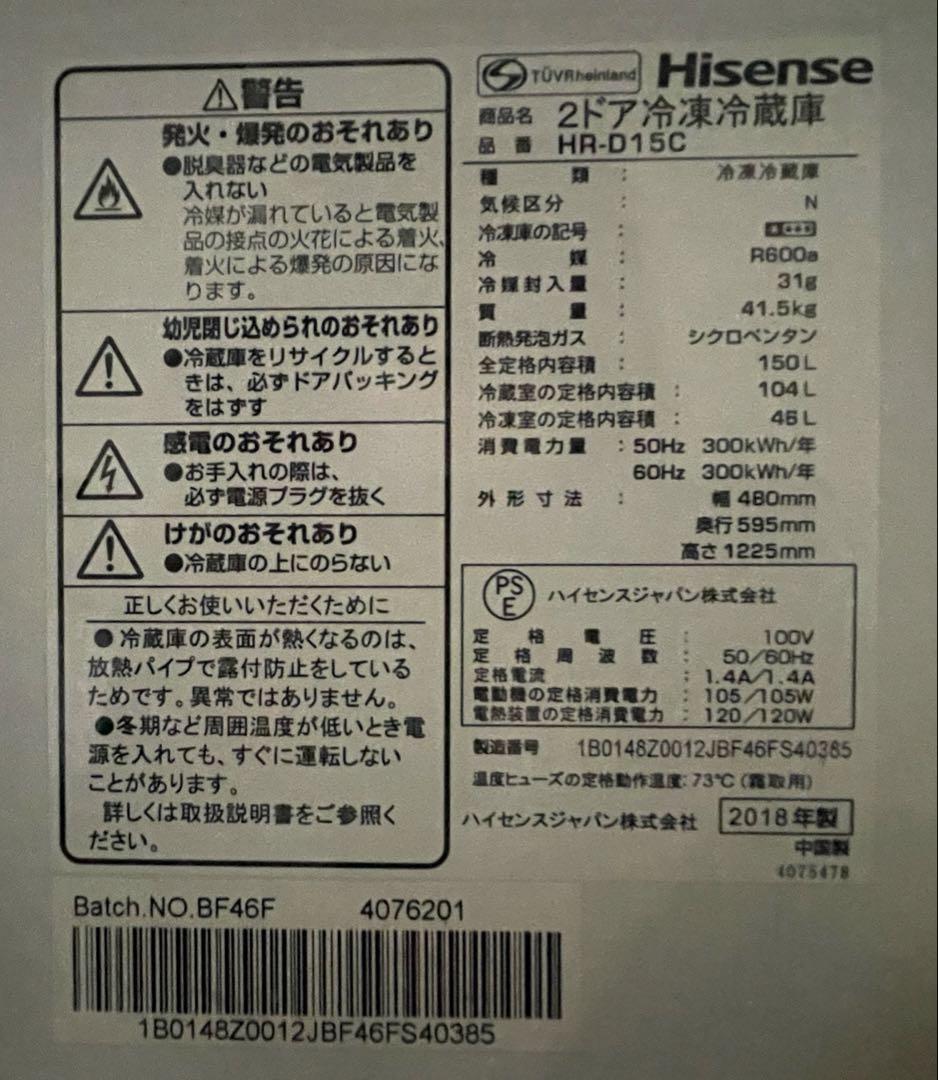 ⚠警告
発火・爆発のおそれあり
●脱臭器などの電気製品を
入れない
冷媒が漏れていると電気製
品の接点の火花による着火、
着火による爆発の原因にな
ります。
幼児閉じ込められのおそれあり
●冷蔵庫をリサイクルすると
きは、必ずドアパッキング
をはずす
感電のおそれあり
●お手入れの際は、
必ず電源プラグを抜く
けがのおそれあり
●冷蔵庫の上にのらない
正しくお使いいただくために
●冷蔵庫の表面が熱くなるのは、
放熱パイプで露付防止をしている
ためです。異常ではありません。
●冬期など周囲温度が低いとき電
源を入れても、すぐに運転しない
ことがあります。
詳しくは取扱説明書をご参照く
ださい。
TÜVRheinland Hisense
商品名 2ドア冷凍冷蔵庫
品番 HR-D15C
種類 : 冷凍冷蔵庫
気候区分 : N
冷凍庫の記号 :
冷媒 : R600a
冷媒封入量 : 31g
質量 : 41.5kg
断熱発泡ガス : シクロペンタン
全定格内容積 : 150L
冷蔵室の定格内容積 : 104L
冷凍室の定格内容積 : 46L
消費電力量 : 50Hz 300kWh/年
60Hz 300kWh/年
外形寸法 : 幅480mm
奥行595mm
高さ1225mm
PSE ハイセンスジャパン株式会社
定格電圧 : 100V
定格周波数 : 50/60Hz
定格電流 : 1.4A/1.4A
電動機の定格消費電力 : 105/105W
電熱装置の定格消費電力 : 120/120W
製造番号 1B0148Z0012JBF46FS40385
温度ヒューズの定格動作温度:73℃(霜取用)
ハイセンスジャパン株式会社 2018年製
中国製
4075478
Batch.NO.BF46F 4076201
1B0148Z0012JBF46FS40385